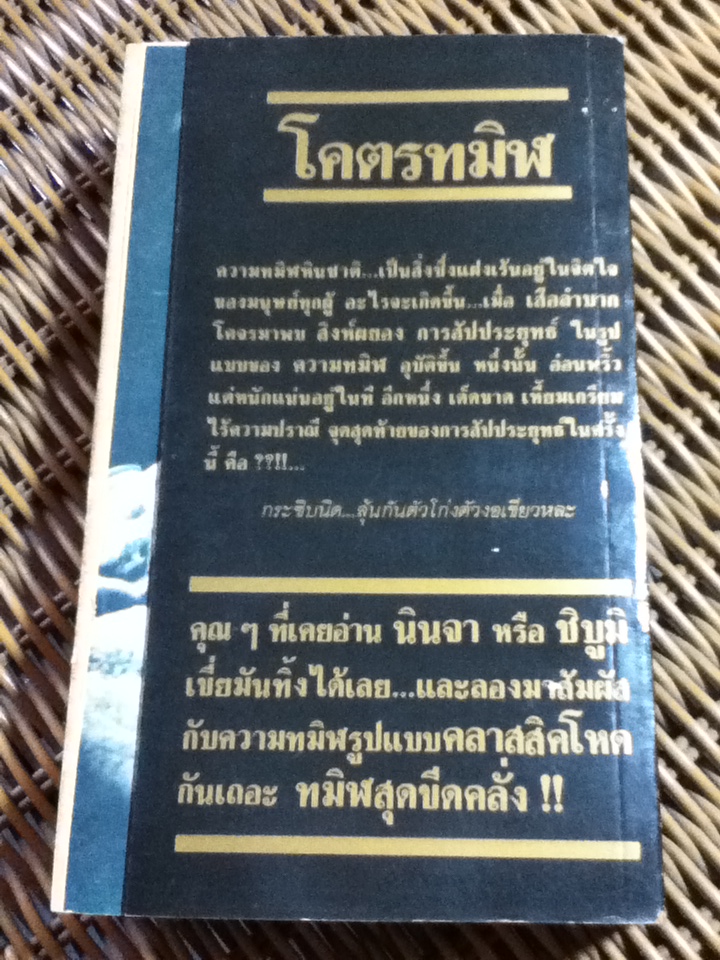 โคตรทมิฬ
ความทมิฬหินชาติ...เป็นสิ่งซึ่งแฝงเร้นอยู่ในจิตใจ
ของมนุษย์ทุกผู้ อะไรจะเกิดขึ้น...เมื่อ เสือลำบาก
โคจรมาพบ สิงห์ผยอง การสัปประยุทธ์ ในรูป
แบบของ ความทมิฬ อุบัติขึ้น หนึ่งนั้น อ่อนพริ้ว
แต่หนักแน่นอยู่ในที อีกหนึ่ง เด็ดขาด เหี้ยมเกรียม
ไร้ความปราณี จุดสุดท้ายของการสัปประยุทธ์ในครั้ง
นี้ คือ ??!!...
กระซิบนิด...ลุ้นกันตัวโก่งตัวงอเชียวหละ
คุณ ๆ ที่เคยอ่าน นินจา หรือ ชิบูมิ
เขี่ยมันทิ้งได้เลย...และลองมาสัมผัส
กับความทมิฬรูปแบบคลาสสิคโหด
กันเถอะ ทมิฬสุดขีดคลั่ง !!